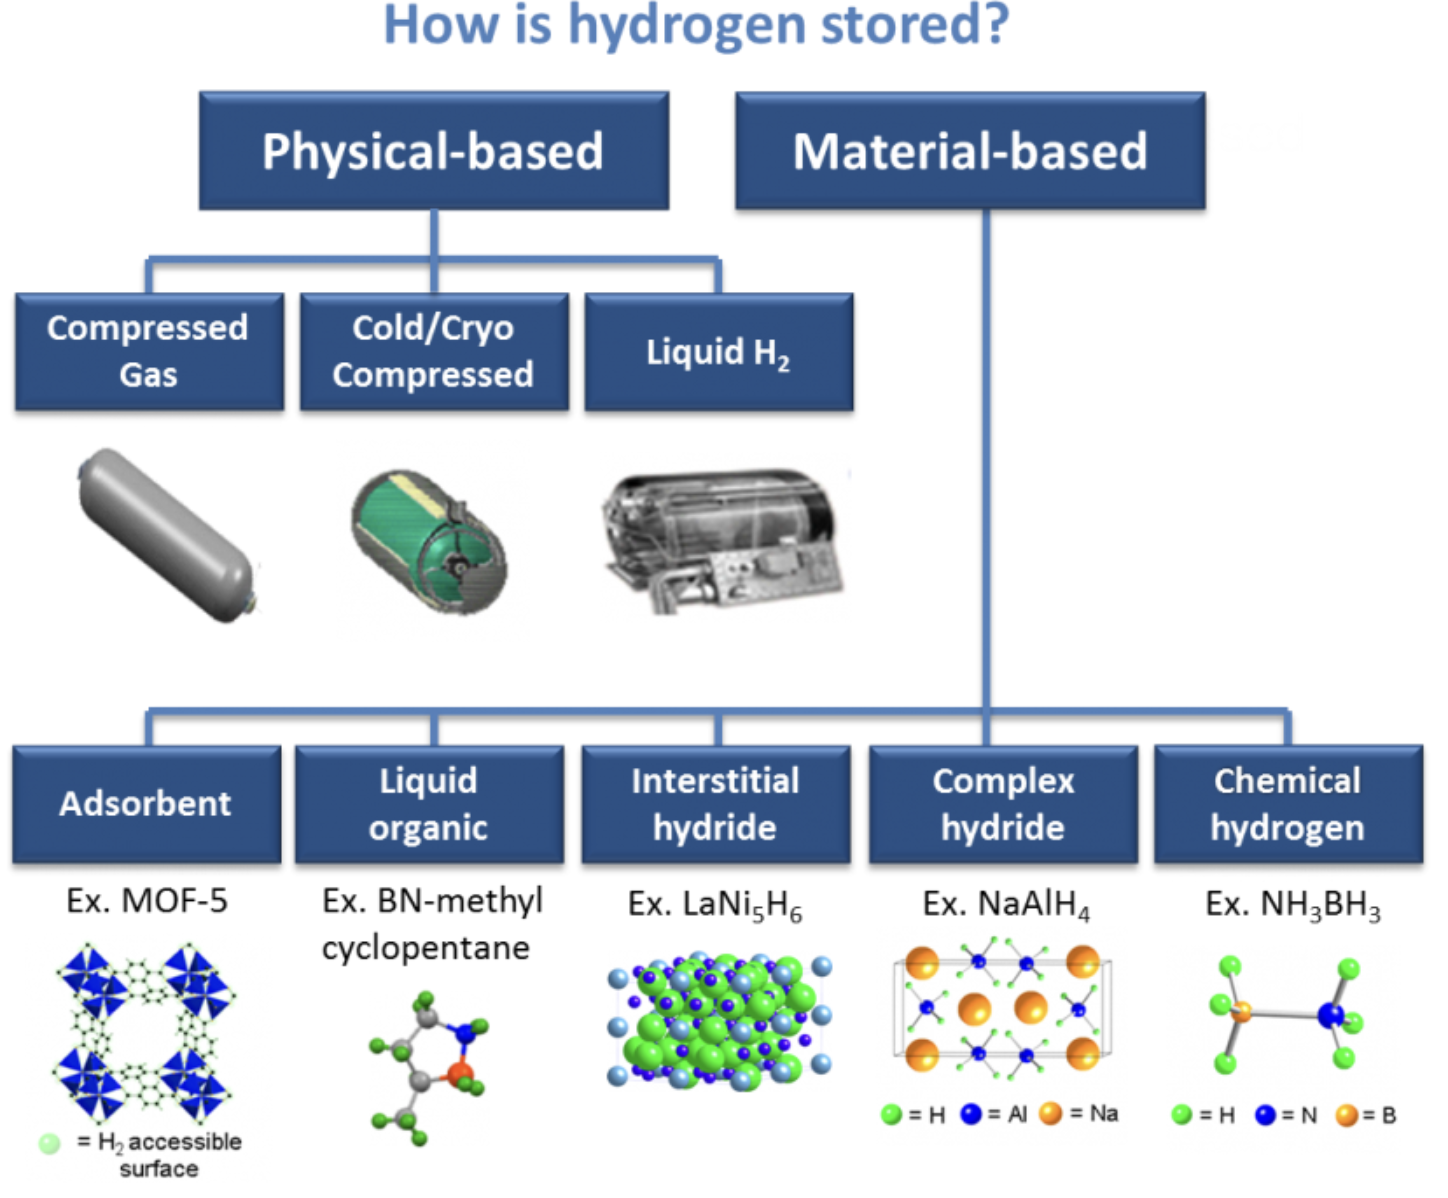 How is hydrogen stored?
Physical-based
Material-based
Compressed
Gas
Cold/Cryo
Compressed
Liquid H₂
Adsorbent
Liquid
organic
Interstitial
hydride
Complex
hydride
Chemical
hydrogen
Ex. MOF-5
Ex. BN-methyl
cyclopentane
Ex. LaNi₅H₆
Ex. NaAlH₄
Ex. NH₃BH₃
= H₂ accessible
surface
= H = Al = Na
= H = N = B